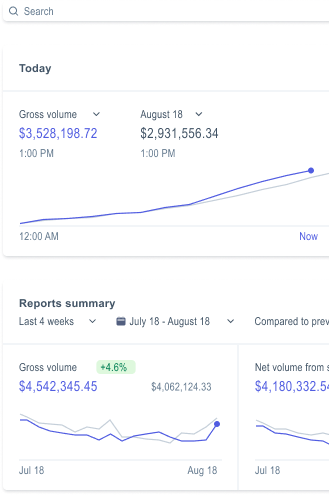 Search
Today
Gross volume August 18
$3,528,198.72 $2,931,556.34
1:00 PM 1:00 PM
12:00 AM Now
Reports summary
Last 4 weeks July 18 - August 18 Compared to prev
Gross volume +4.6% Net volume from s
$4,542,345.45 $4,062,124.33 $4,180,332.54
Jul 18 Aug 18 Jul 18